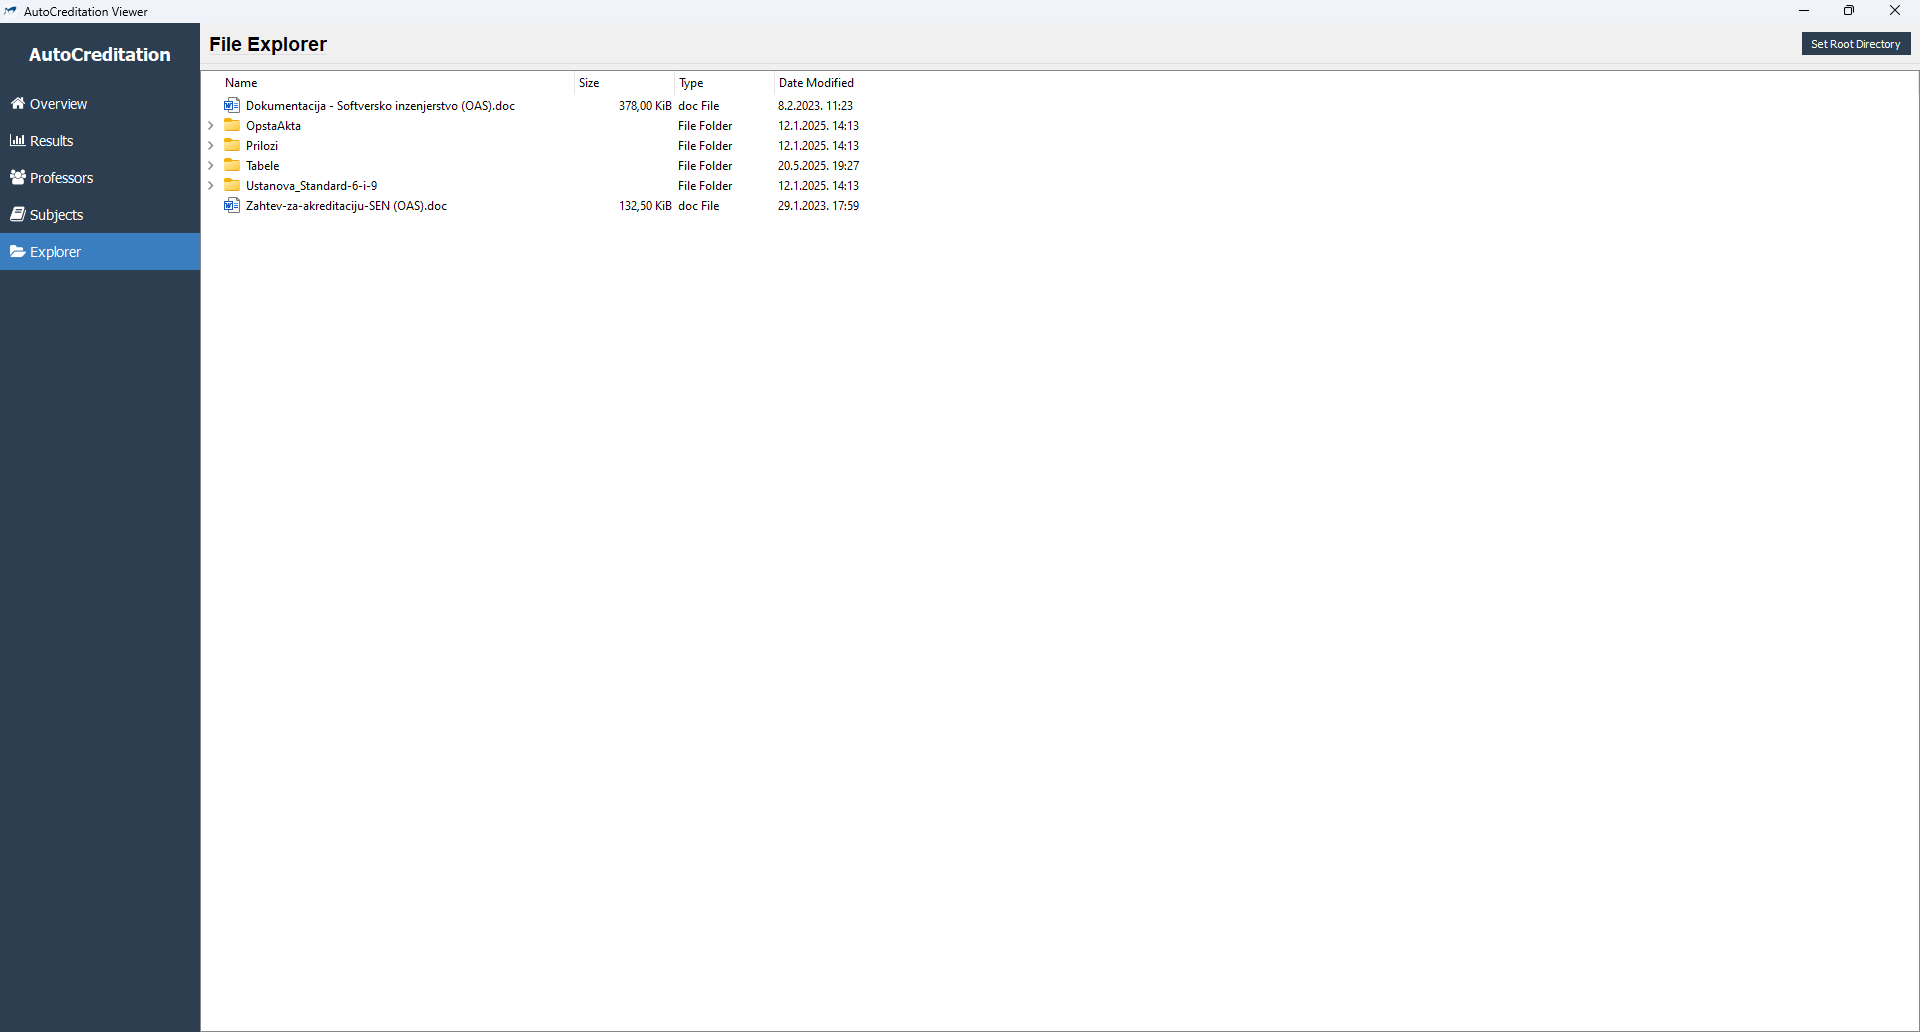 AutoCreditation Viewer
AutoCreditation
Overview
Results
Professors
Subjects
Explorer
File Explorer
Set Root Directory
Name Size Type Date Modified
Dokumentacija - Softversko inzenjerstvo (OAS).doc 378,00 KiB doc File 8.2.2023. 11:23
OpstaAkta File Folder 12.1.2025. 14:13
Prilozi File Folder 12.1.2025. 14:13
Tabele File Folder 20.5.2025. 19:27
Ustanova_Standard-6-i-9 File Folder 12.1.2025. 14:13
Zahtev-za-akreditaciju-SEN (OAS).doc 132,50 KiB doc File 29.1.2023. 17:59